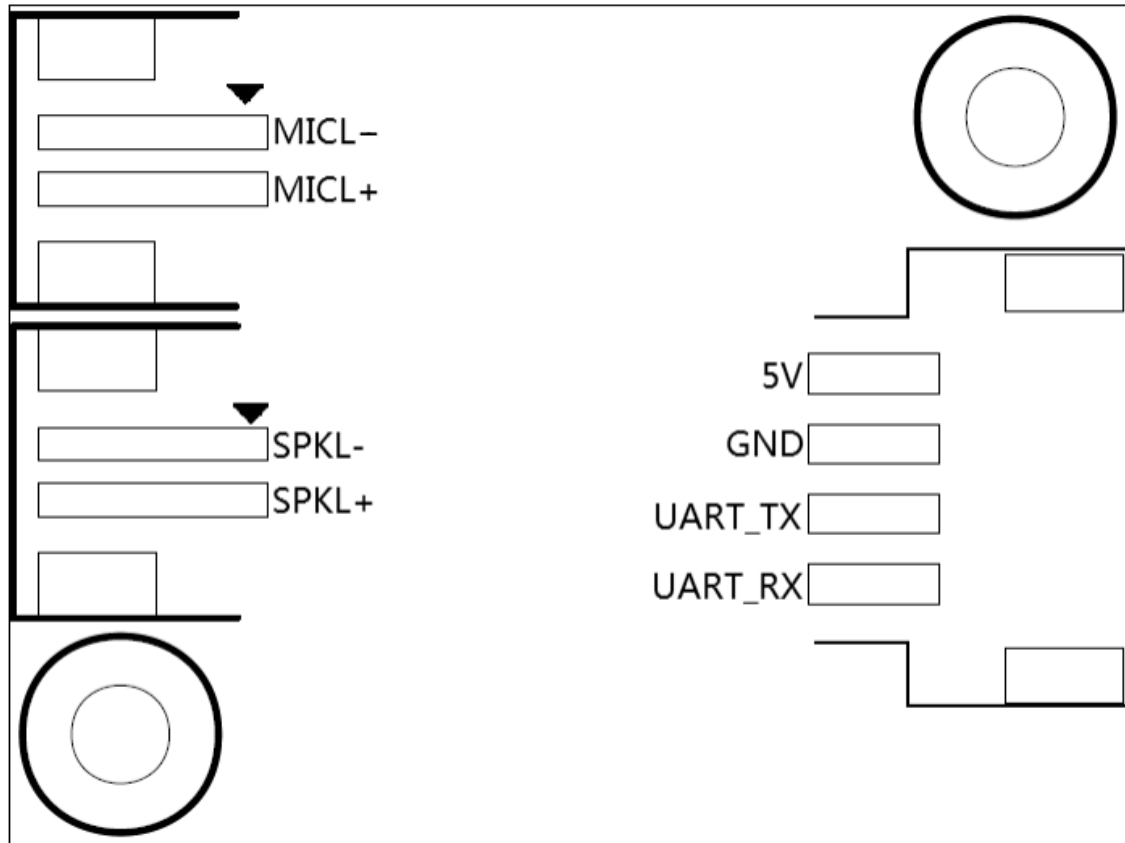 MICL−
MICL+
SPKL-
SPKL+
5V
GND
UART_TX
UART_RX